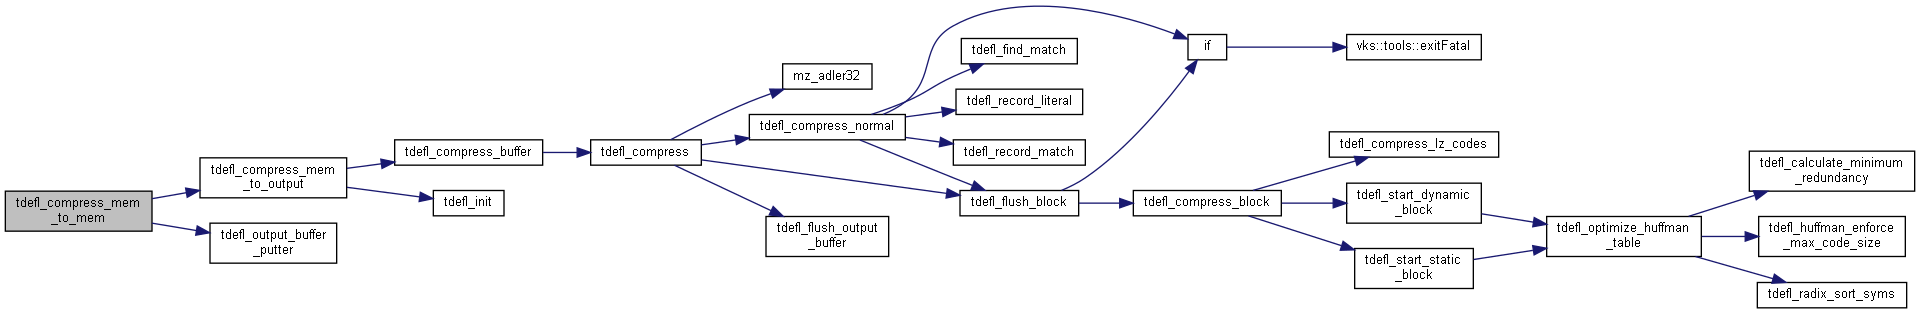 tdefl_compress_mem
_to_mem
tdefl_compress_mem
_to_output
tdefl_output_buffer
_putter
tdefl_compress_buffer
tdefl_init
tdefl_compress
mz_adler32
tdefl_compress_normal
tdefl_flush_output
_buffer
tdefl_find_match
tdefl_record_literal
tdefl_record_match
tdefl_flush_block
if
tdefl_compress_block
vks::tools::exitFatal
tdefl_compress_lz_codes
tdefl_start_dynamic
_block
tdefl_start_static
_block
tdefl_optimize_huffman
_table
tdefl_calculate_minimum
_redundancy
tdefl_huffman_enforce
_max_code_size
tdefl_radix_sort_syms